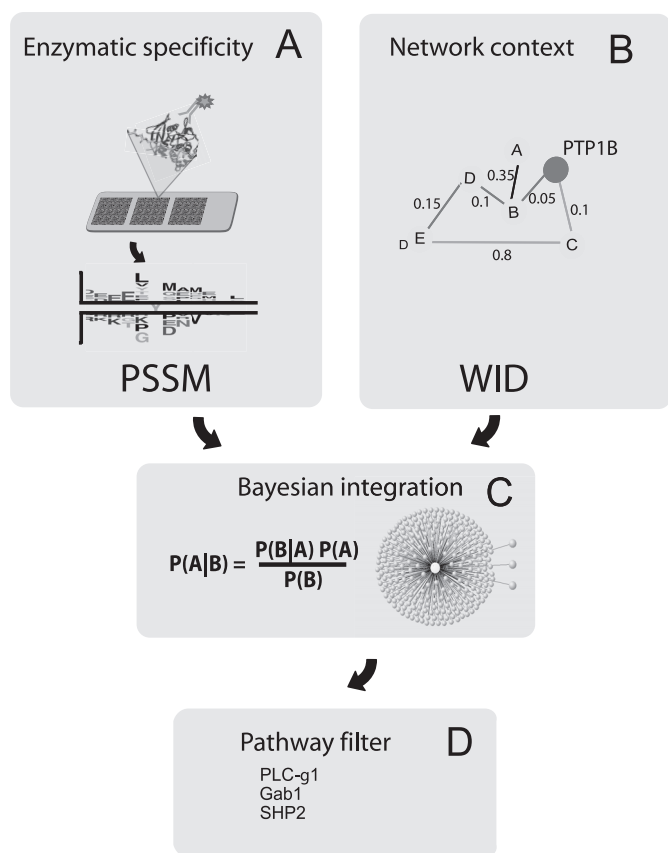 Enzymatic specificity A
PSSM
Network context B
PTP1B
A
D
0.35
0.15
0.1
B
0.05
0.1
D E
C
0.8
WID
Bayesian integration C
P(A|B) = P(B|A) P(A)
P(B)
Pathway filter D
PLC-g1
Gab1
SHP2